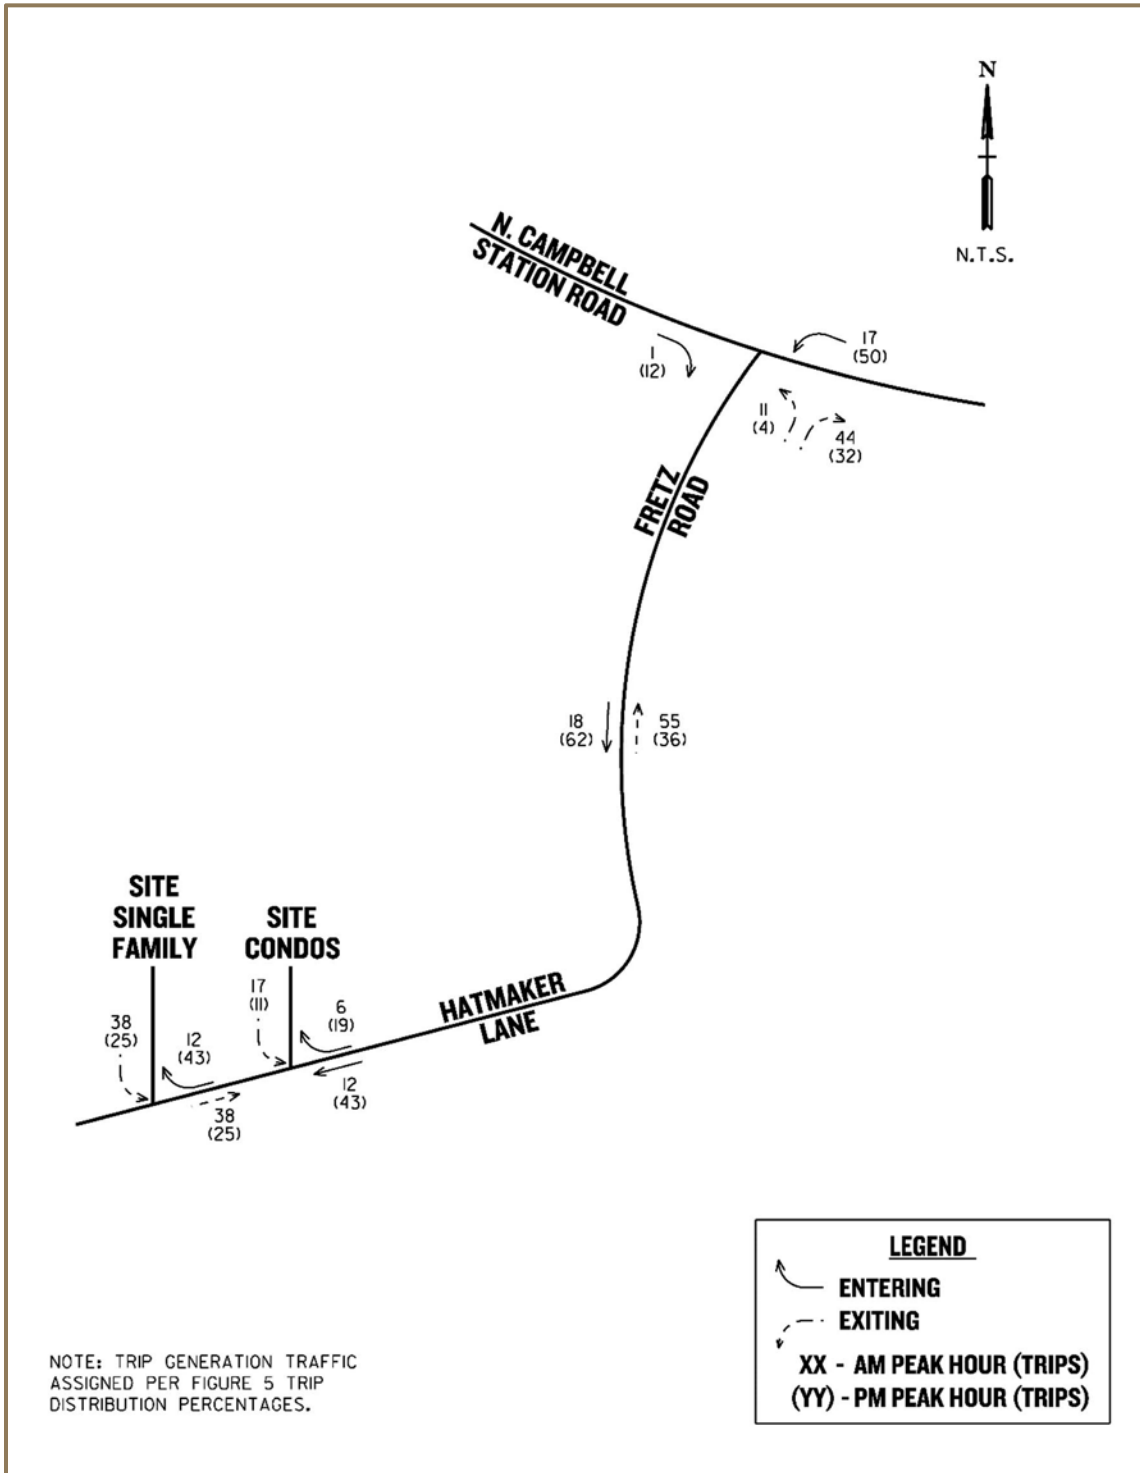 N
N.T.S.
N. CAMPBELL
STATION ROAD
17
(50)
1
(12)
11
(4)
44
(32)
FRETZ
ROAD
18
(62)
55
(36)
SITE
SINGLE
FAMILY
SITE
CONDOS
17
(11)
6
(19)
HATMAKER
LANE
38
(25)
12
(43)
12
(43)
38
(25)
LEGEND
ENTERING
EXITING
XX - AM PEAK HOUR (TRIPS)
(YY) - PM PEAK HOUR (TRIPS)
NOTE: TRIP GENERATION TRAFFIC
ASSIGNED PER FIGURE 5 TRIP
DISTRIBUTION PERCENTAGES.